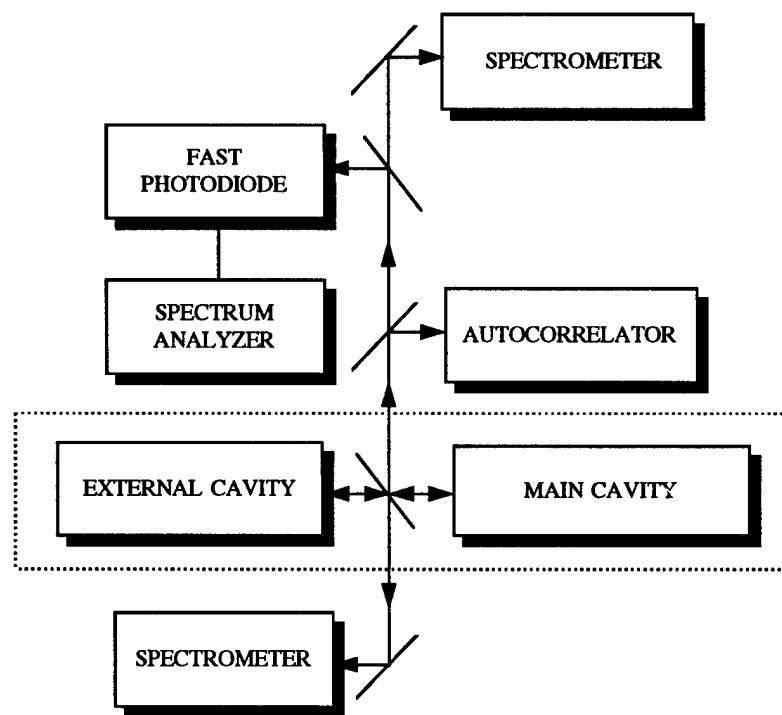 SPECTROMETER
FAST
PHOTODIODE
SPECTRUM
ANALYZER
AUTOCORRELATOR
EXTERNAL CAVITY
MAIN CAVITY
SPECTROMETER